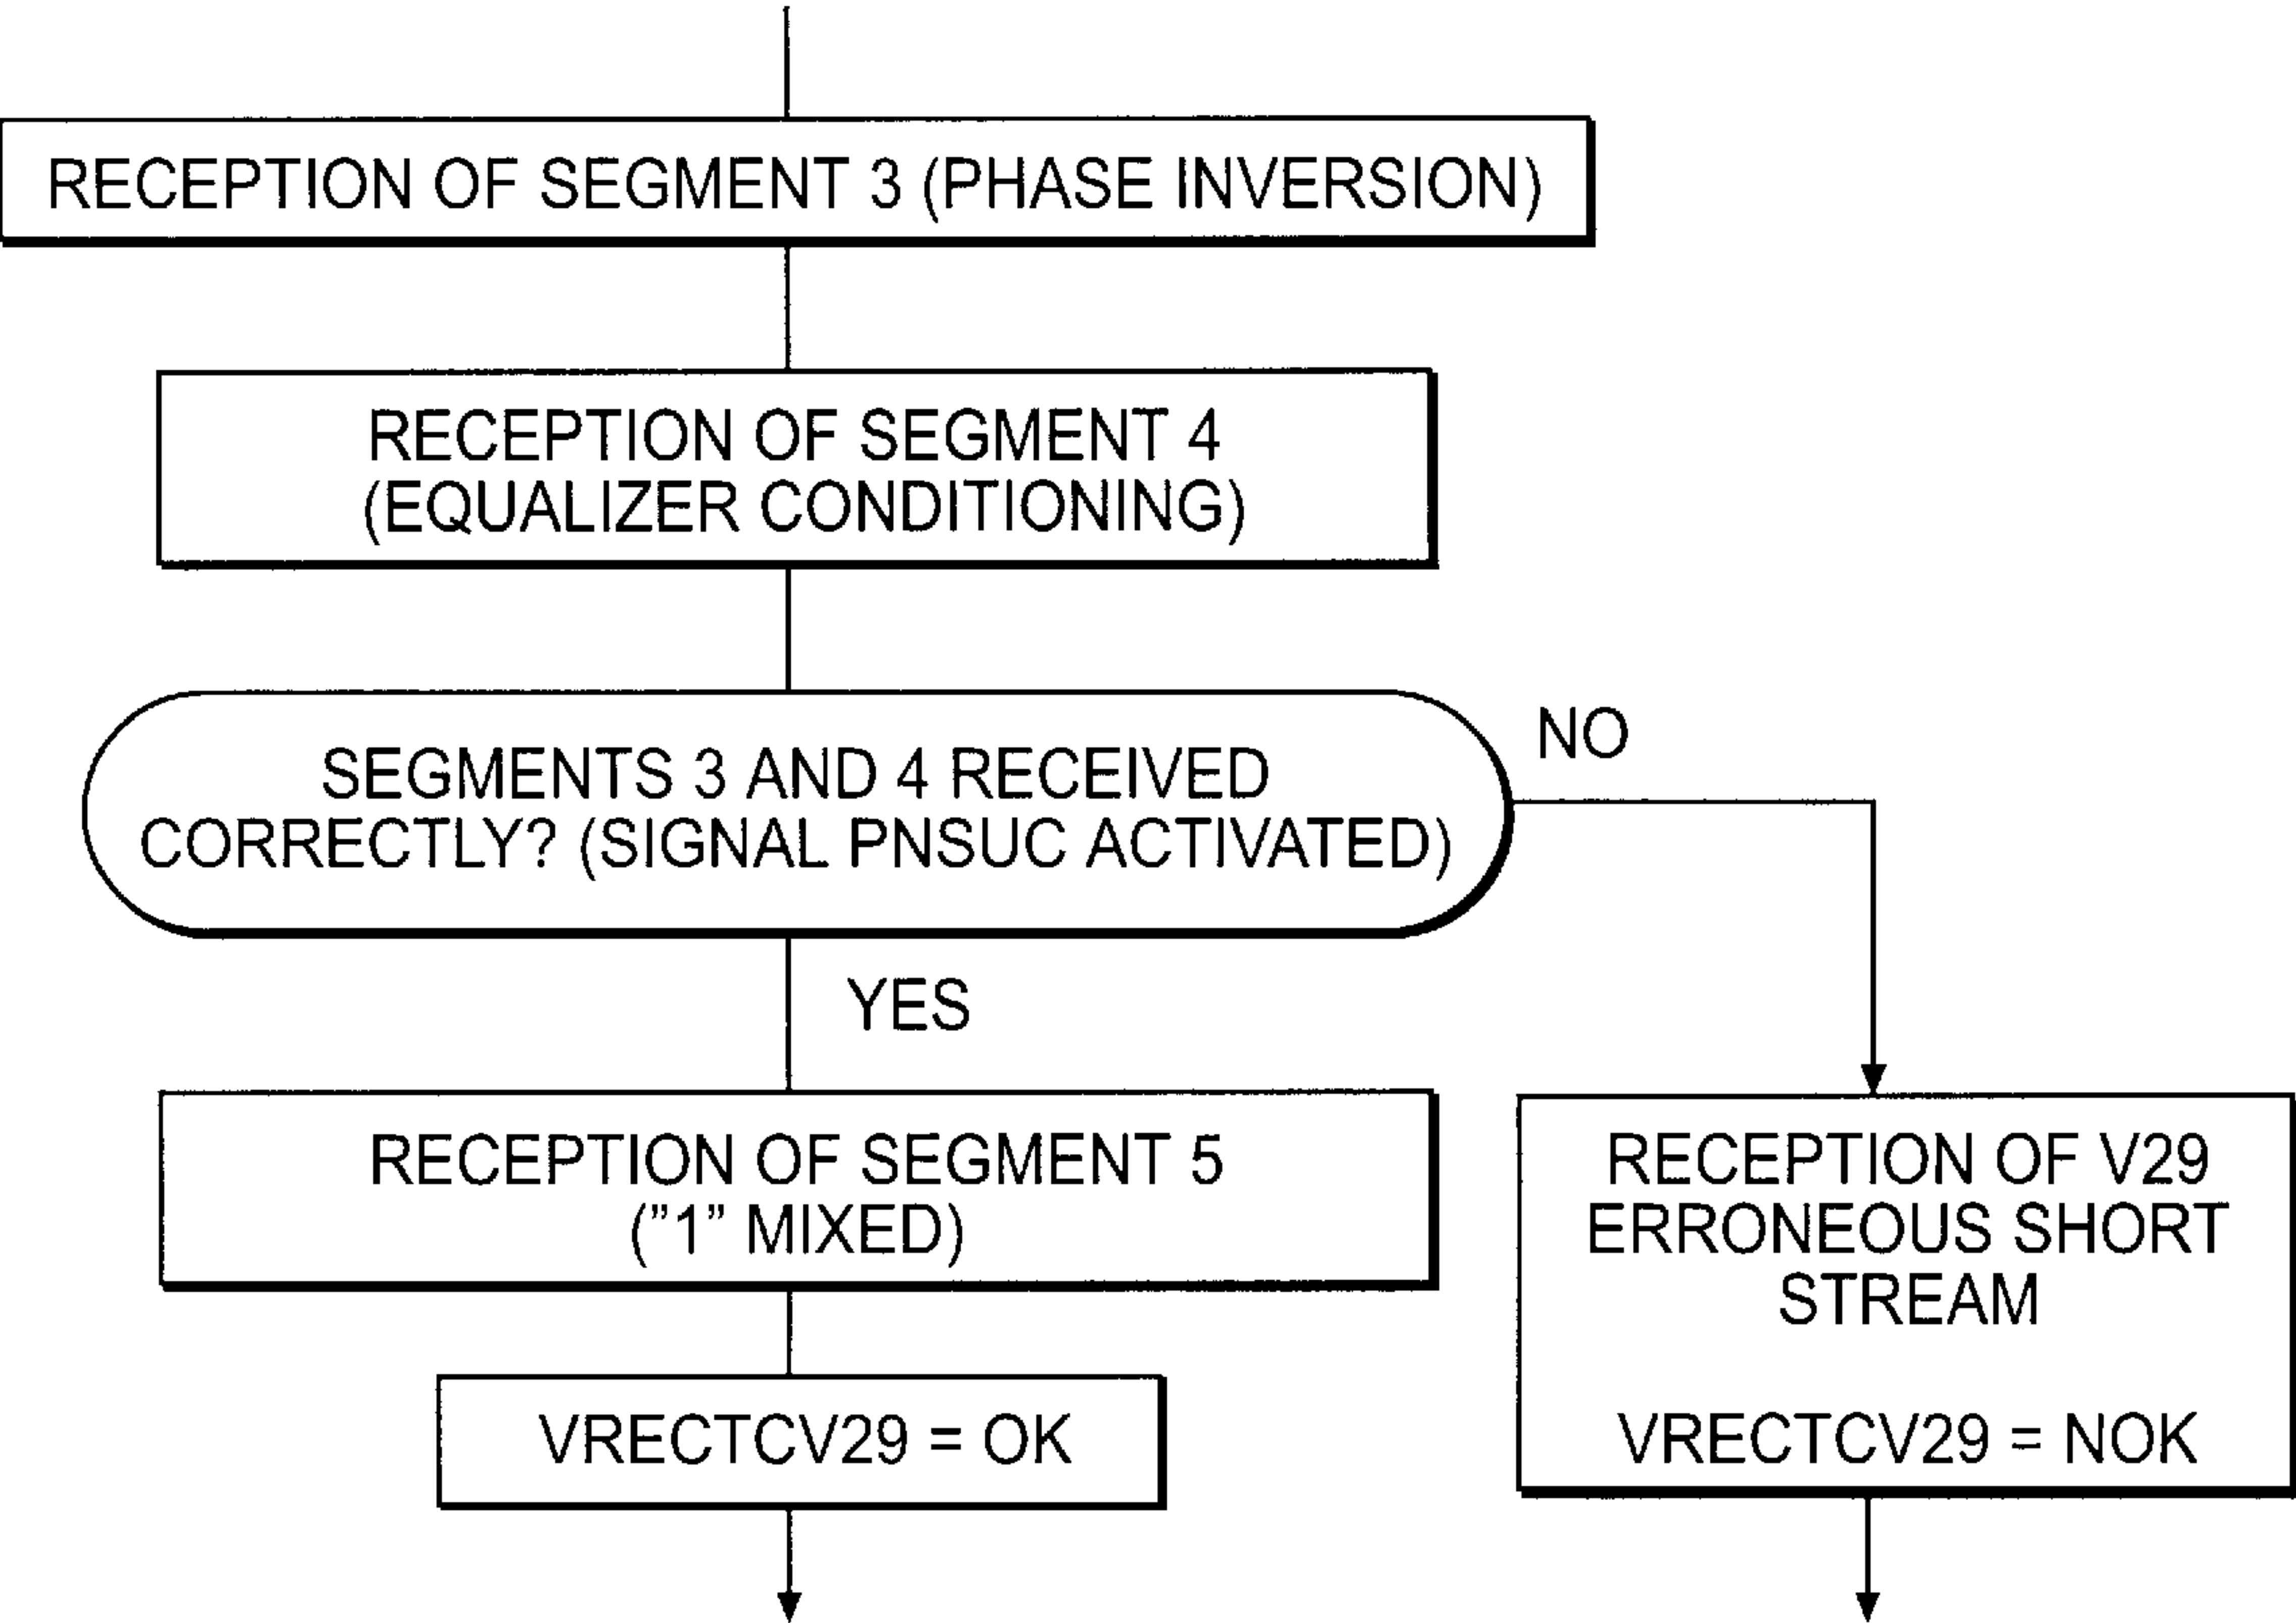 RECEPTION OF SEGMENT 3 (PHASE INVERSION)
RECEPTION OF SEGMENT 4
(EQUALIZER CONDITIONING)
SEGMENTS 3 AND 4 RECEIVED
CORRECTLY? (SIGNAL PNSUC ACTIVATED)
NO
YES
RECEPTION OF SEGMENT 5
(”1” MIXED)
VRECTCV29 = OK
RECEPTION OF V29
ERRONEOUS SHORT
STREAM
VRECTCV29 = NOK